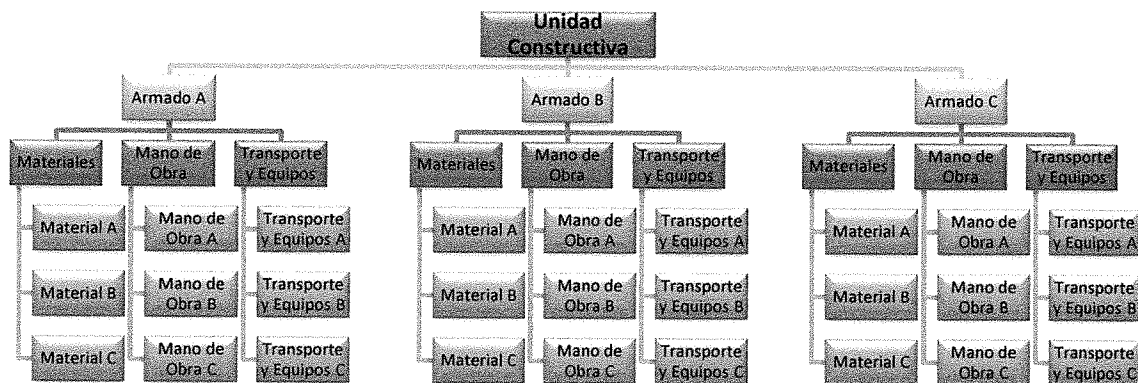 Unidad
Constructiva
Armado A
Armado B
Armado C
Materiales
Mano de
Obra
Transporte
y Equipos
Materiales
Mano de
Obra
Transporte
y Equipos
Materiales
Mano de
Obra
Transporte
y Equipos
Material A
Mano de
Obra A
Transporte
y Equipos A
Material A
Mano de
Obra A
Transporte
y Equipos A
Material A
Mano de
Obra A
Transporte
y Equipos A
Material B
Mano de
Obra B
Transporte
y Equipos B
Material B
Mano de
Obra B
Transporte
y Equipos B
Material B
Mano de
Obra B
Transporte
y Equipos B
Material C
Mano de
Obra C
Transporte
y Equipos C
Material C
Mano de
Obra C
Transporte
y Equipos C
Material C
Mano de
Obra C
Transporte
y Equipos C